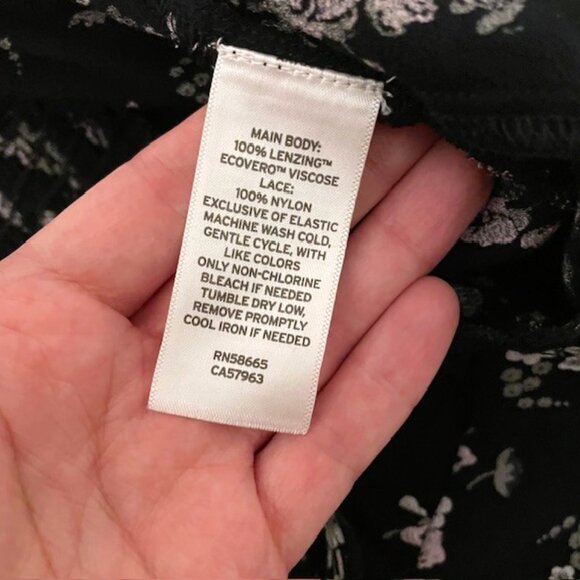 MAIN BODY:
100% LENZING™
ECOVERO™ VISCOSE
LACE:
100% NYLON
EXCLUSIVE OF ELASTIC
MACHINE WASH COLD,
GENTLE CYCLE, WITH
LIKE COLORS
ONLY NON-CHLORINE
BLEACH IF NEEDED
TUMBLE DRY LOW,
REMOVE PROMPTLY
COOL IRON IF NEEDED
RN58665
CA57963